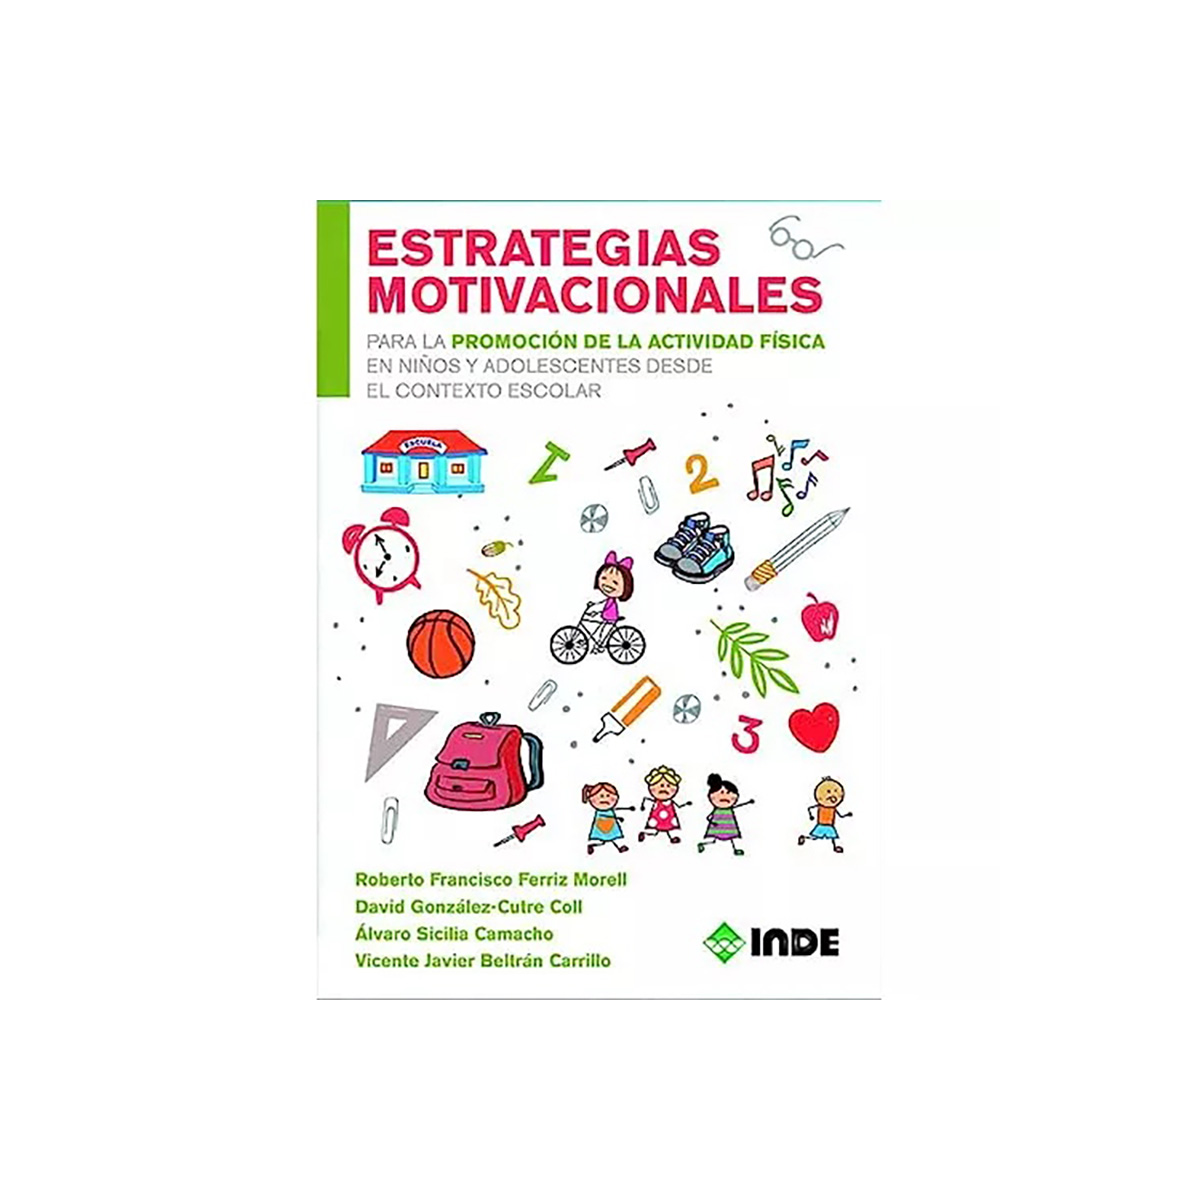 ESTRATEGIAS
MOTIVACIONALES
PARA LA PROMOCIÓN DE LA ACTIVIDAD FÍSICA
EN NIÑOS Y ADOLESCENTES DESDE
EL CONTEXTO ESCOLAR
ESCUELA
1
2
3
Roberto Francisco Ferriz Morell
David González-Cutre Coll
Álvaro Sicilia Camacho
Vicente Javier Beltrán Carrillo
INDE